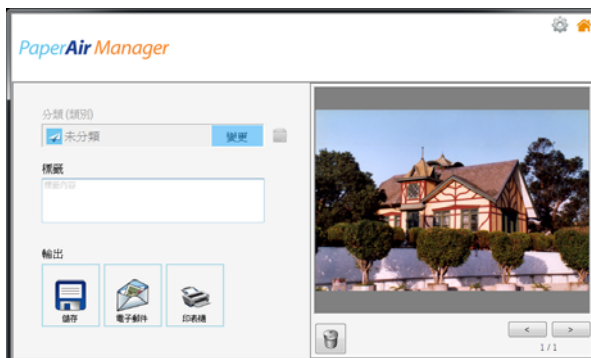 PaperAir Manager
分類 (類別)
未分類
變更
標籤
標籤內容
輸出
儲存
電子郵件
印表機
<
>
1 / 1